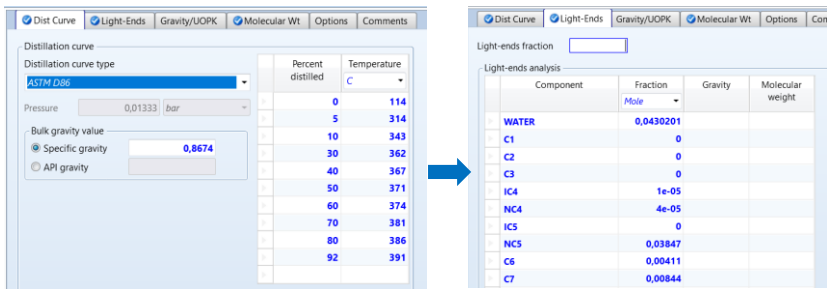 Dist Curve Light-Ends Gravity/UOPK Molecular Wt Options Comments
Distillation curve
Distillation curve type
ASTM D86
Pressure 0,01333 bar
Bulk gravity value
Specific gravity 0,8674
API gravity
Percent distilled Temperature
C
0 114
5 314
10 343
30 362
40 367
50 371
60 374
70 381
80 386
92 391
Dist Curve Light-Ends Gravity/UOPK Molecular Wt Options Con
Light-ends fraction
Light-ends analysis
Component Fraction Gravity Molecular weight
Mole
WATER 0,0430201
C1 0
C2 0
C3 0
IC4 1e-05
NC4 4e-05
IC5 0
NC5 0,03847
C6 0,00411
C7 0,00844